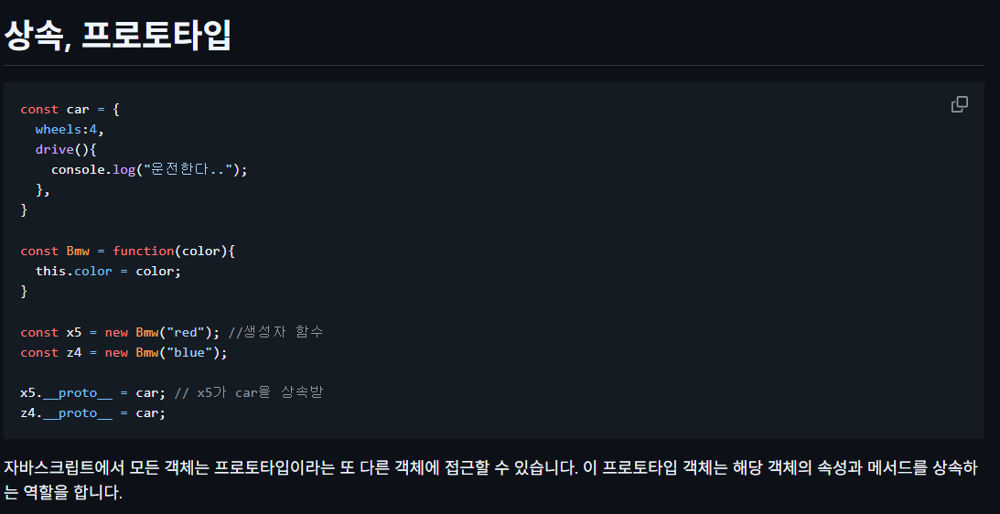 상속, 프로토타입
const car = {
  wheels:4,
  drive(){
    console.log("운전한다..");
  },
}

const Bmw = function(color){
  this.color = color;
}

const x5 = new Bmw("red"); //생성자 함수
const z4 = new Bmw("blue");

x5.__proto__ = car; // x5가 car을 상속받
z4.__proto__ = car;
자바스크립트에서 모든 객체는 프로토타입이라는 또 다른 객체에 접근할 수 있습니다. 이 프로토타입 객체는 해당 객체의 속성과 메서드를 상속하
는 역할을 합니다.